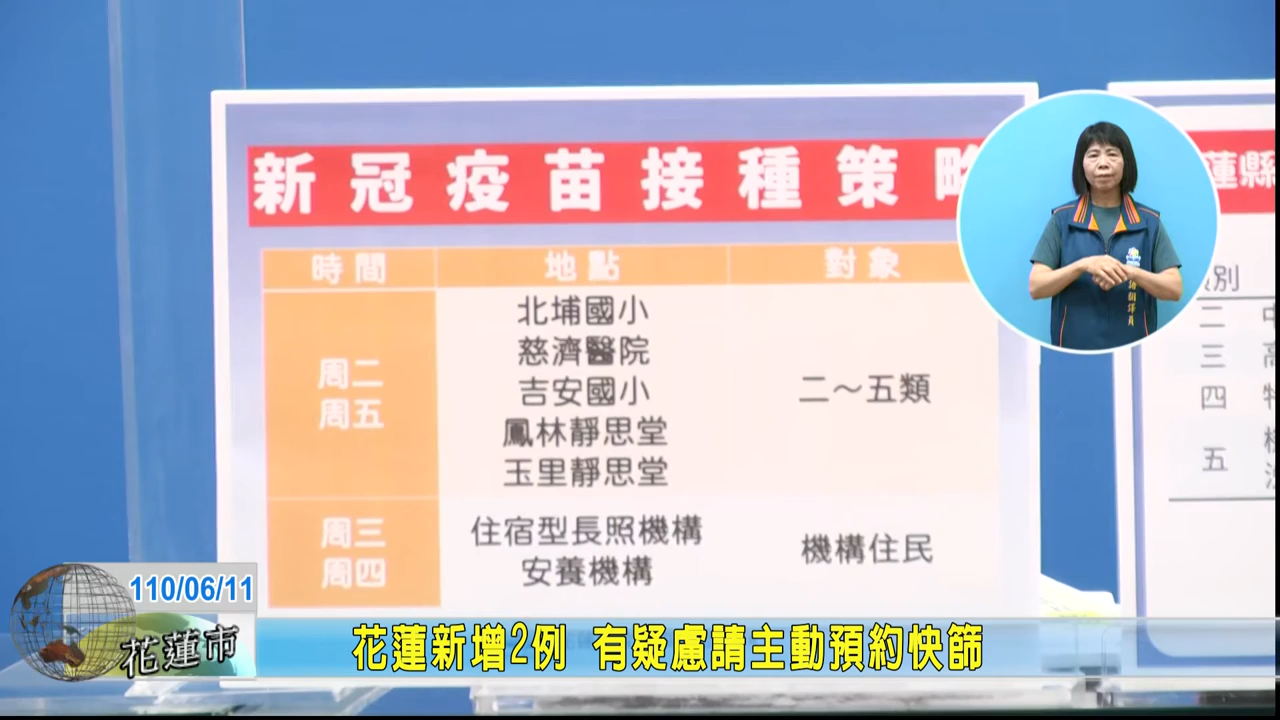 新冠疫苗接種策略
時間 地點 對象
周二
周五
北埔國小
慈濟醫院
吉安國小
鳳林靜思堂
玉里靜思堂
二～五類
周三
周四
住宿型長照機構
安養機構
機構住民
蓮縣
別
二
三 高
四
五
110/06/11
花蓮市
花蓮新增2例 有疑慮請主動預約快篩